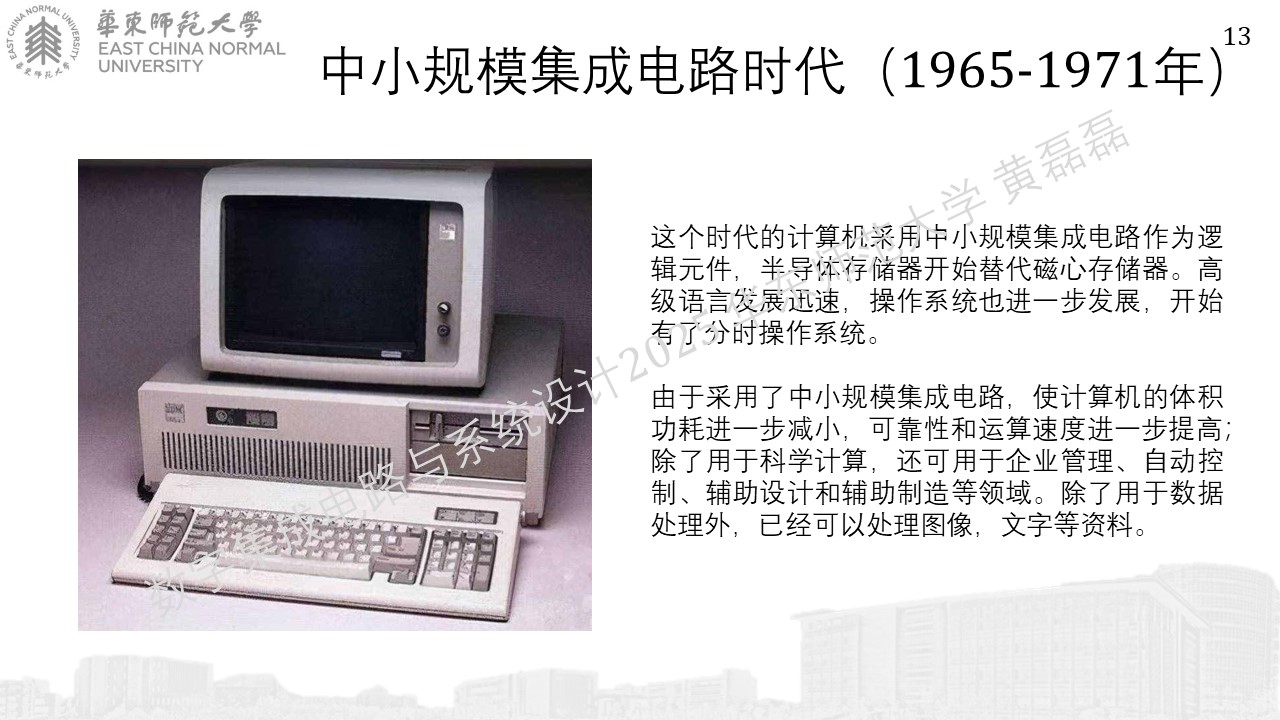 華東師范大學
EAST CHINA NORMAL
UNIVERSITY
13
中小规模集成电路时代（1965-1971年）
这个时代的计算机采用中小规模集成电路作为逻
辑元件，半导体存储器开始替代磁心存储器。高
级语言发展迅速，操作系统也进一步发展，开始
有了分时操作系统。
由于采用了中小规模集成电路，使计算机的体积
功耗进一步减小，可靠性和运算速度进一步提高；
除了用于科学计算，还可用于企业管理、自动控
制、辅助设计和辅助制造等领域。除了用于数据
处理外，已经可以处理图像，文字等资料。
数字集成电路与系统设计2025 华东师范大学 黄磊磊